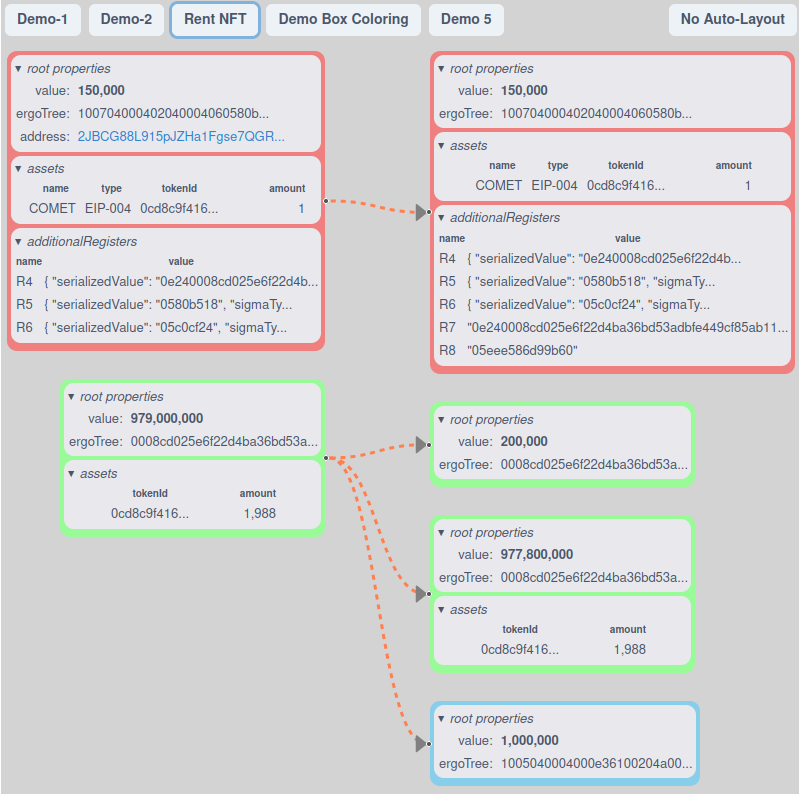 Demo-1 Demo-2 Rent NFT Demo Box Coloring Demo 5 No Auto-Layout
▼ root properties
value: 150,000
ergoTree: 100704000402040004060580b...
address: 2JBCG88L915pJZHa1Fgse7QGR...
▼ assets
name type tokenId amount
COMET EIP-004 0cd8c9f416... 1
▼ additionalRegisters
name value
R4 { "serializedValue": "0e240008cd025e6f22d4b...
R5 { "serializedValue": "0580b518", "sigmaTy...
R6 { "serializedValue": "05c0cf24", "sigmaTy...
▼ root properties
value: 979,000,000
ergoTree: 0008cd025e6f22d4ba36bd53a...
▼ assets
tokenId amount
0cd8c9f416... 1,988
▼ root properties
value: 150,000
ergoTree: 100704000402040004060580b...
▼ assets
name type tokenId amount
COMET EIP-004 0cd8c9f416... 1
▼ additionalRegisters
name value
R4 { "serializedValue": "0e240008cd025e6f22d4b...
R5 { "serializedValue": "0580b518", "sigmaTy...
R6 { "serializedValue": "05c0cf24", "sigmaTy...
R7 "0e240008cd025e6f22d4ba36bd53adbfe449cf85ab11...
R8 "05eee586d99b60"
▼ root properties
value: 200,000
ergoTree: 0008cd025e6f22d4ba36bd53a...
▼ root properties
value: 977,800,000
ergoTree: 0008cd025e6f22d4ba36bd53a...
▼ assets
tokenId amount
0cd8c9f416... 1,988
▼ root properties
value: 1,000,000
ergoTree: 1005040004000e36100204a00...